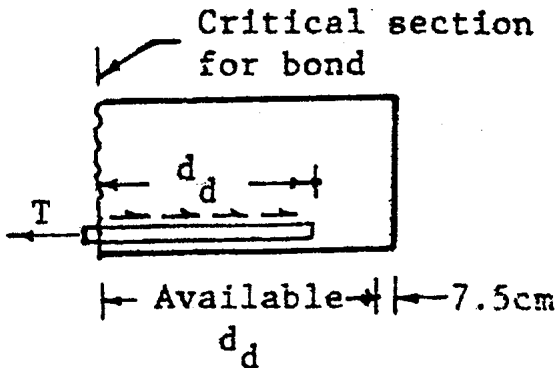 Critical section
for bond
d
d
T
Available
7.5cm
d
d